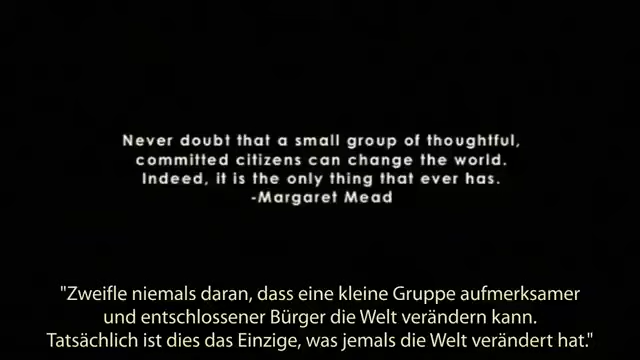 Never doubt that a small group of thoughtful,
committed citizens can change the world.
Indeed, it is the only thing that ever has.
-Margaret Mead
"Zweifle niemals daran, dass eine kleine Gruppe aufmerksamer
und entschlossener Bürger die Welt verändern kann.
Tatsächlich ist dies das Einzige, was jemals die Welt verändert hat."